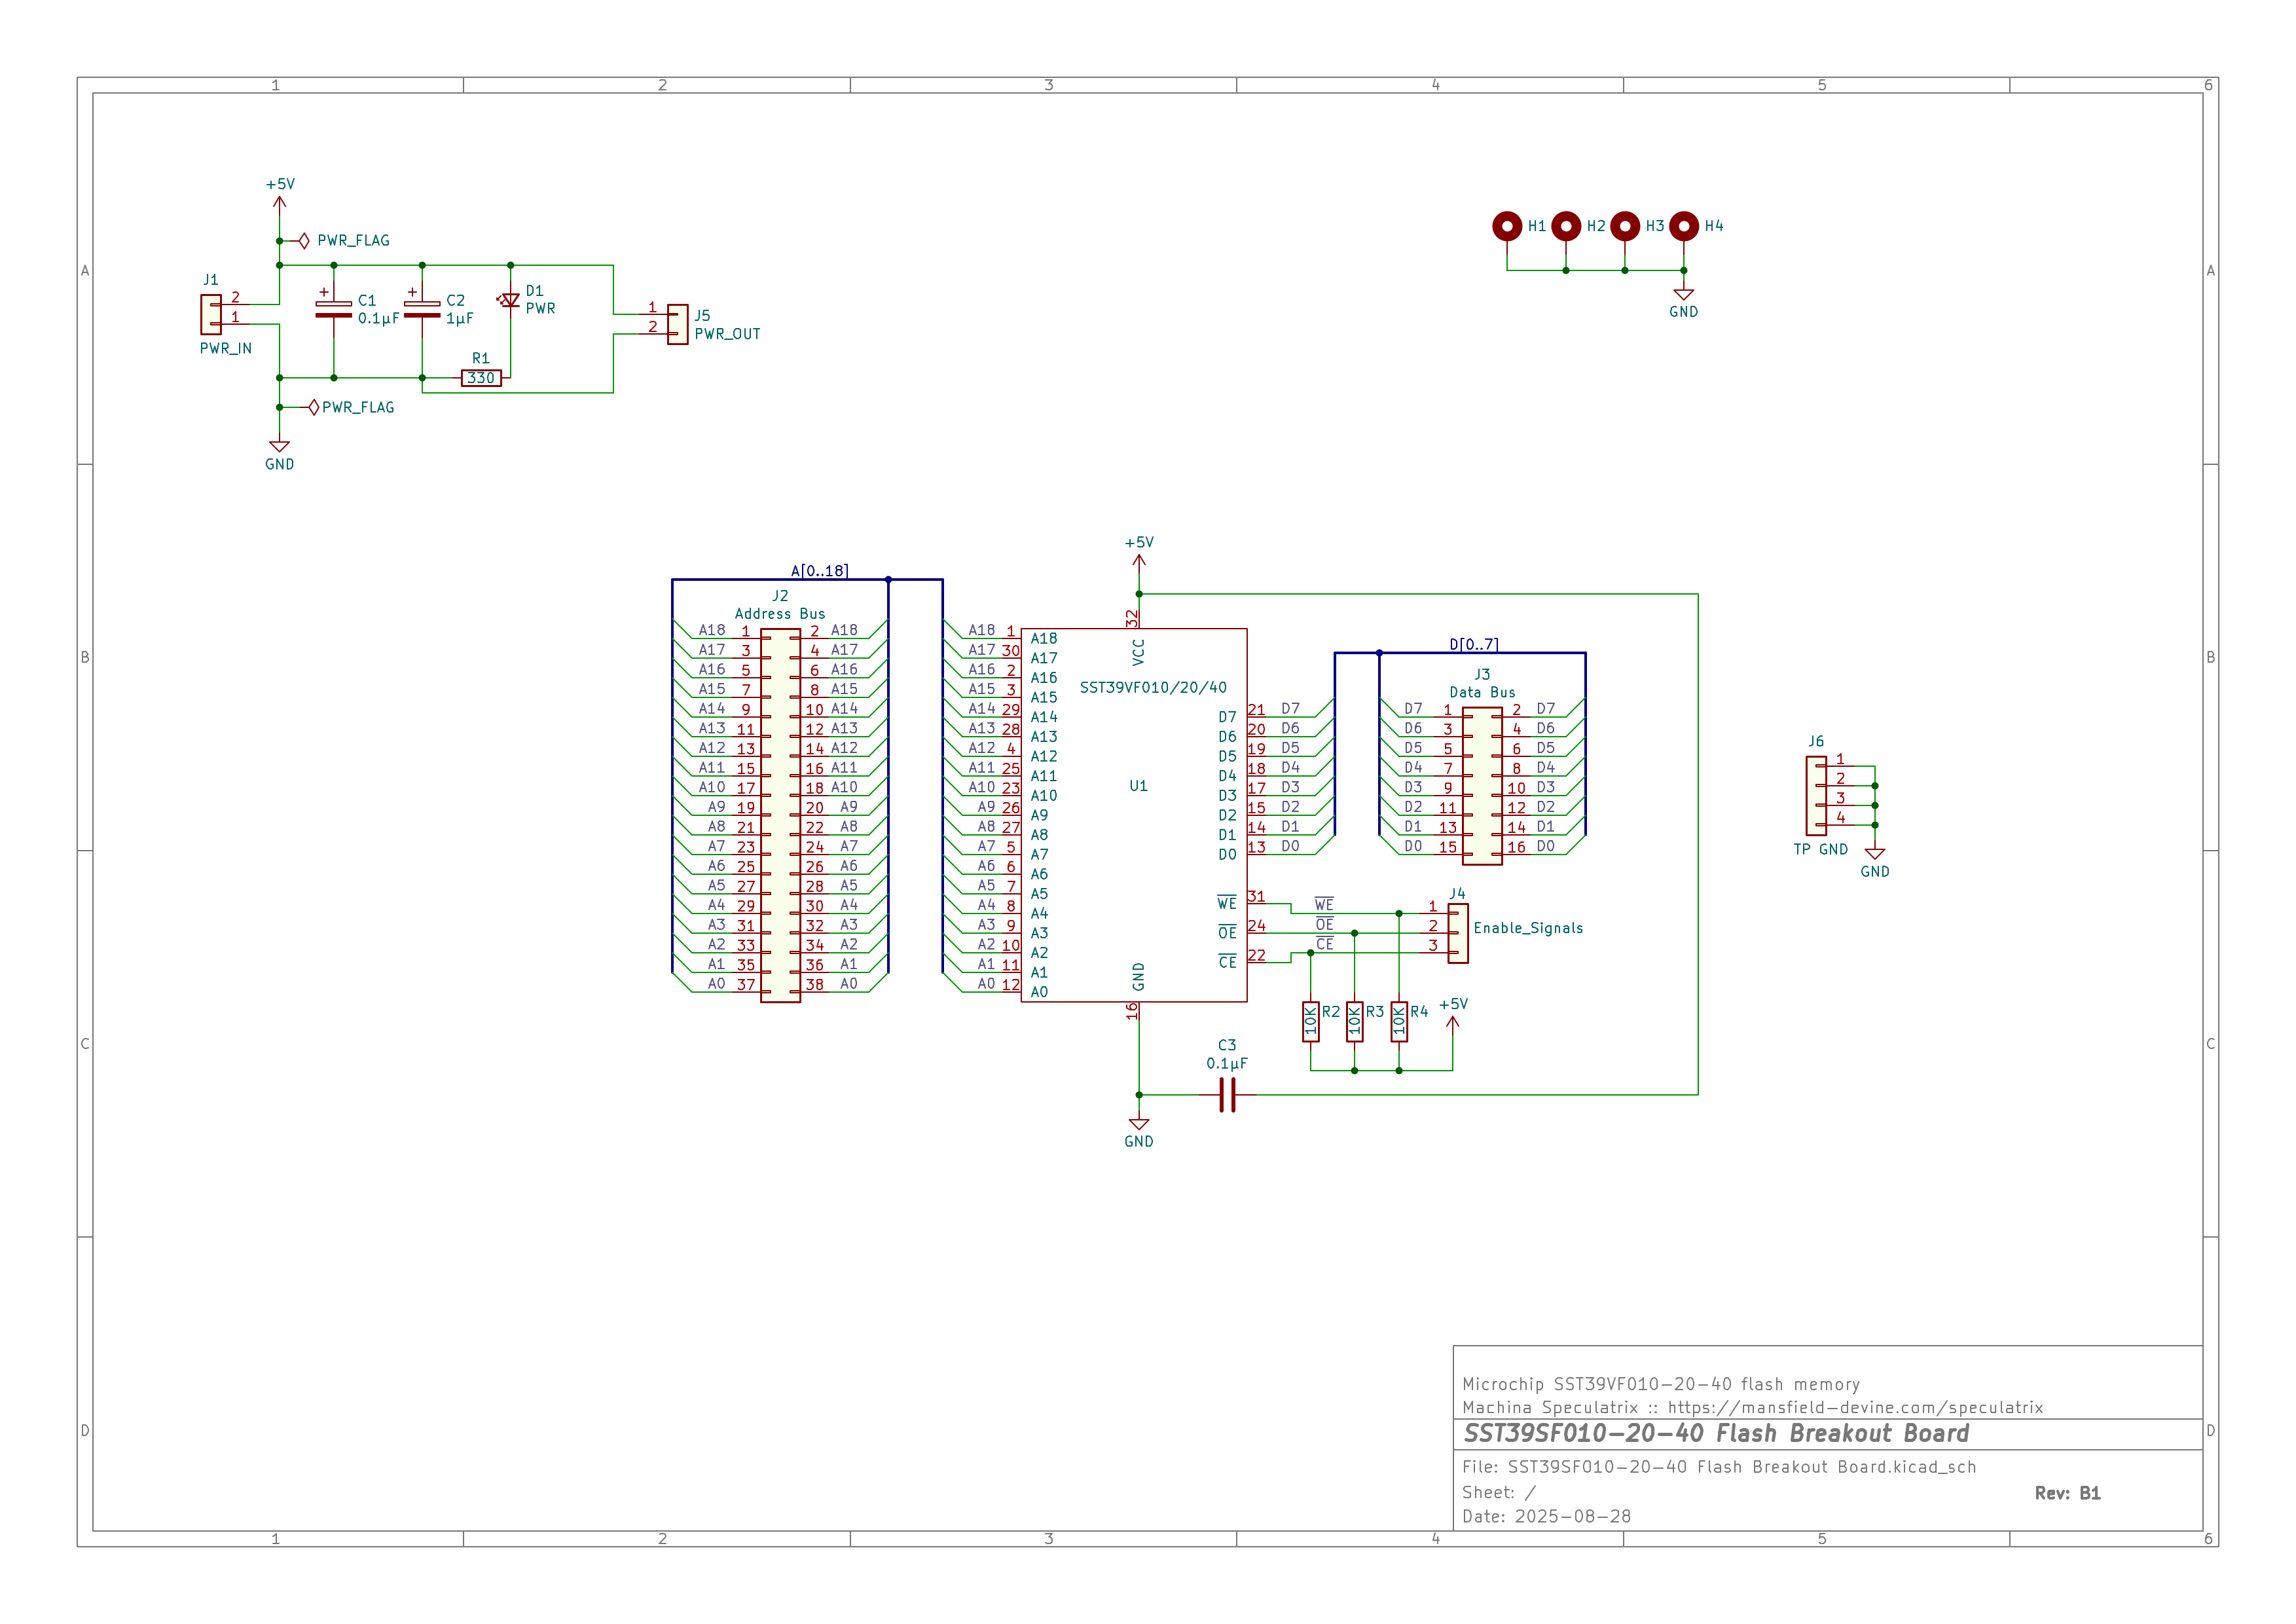 1 2 3 4 5 6
A A
B B
C C
D D
1 2 3 4 5 6
+5V
PWR_FLAG
J1
2
1
PWR_IN
C1
0.1µF
C2
1µF
D1
PWR
R1
330
1
2
J5
PWR_OUT
PWR_FLAG
GND
H1 H2 H3 H4
GND
A[0..18]
J2
Address Bus
A18 1 2 A18
A17 3 4 A17
A16 5 6 A16
A15 7 8 A15
A14 9 10 A14
A13 11 12 A13
A12 13 14 A12
A11 15 16 A11
A10 17 18 A10
A9 19 20 A9
A8 21 22 A8
A7 23 24 A7
A6 25 26 A6
A5 27 28 A5
A4 29 30 A4
A3 31 32 A3
A2 33 34 A2
A1 35 36 A1
A0 37 38 A0
+5V
32
VCC
SST39VF010/20/40
U1
A18 1 A18
A17 30 A17
A16 2 A16
A15 3 A15
A14 29 A14
A13 28 A13
A12 4 A12
A11 25 A11
A10 23 A10
A9 26 A9
A8 27 A8
A7 5 A7
A6 6 A6
A5 7 A5
A4 8 A4
A3 9 A3
A2 10 A2
A1 11 A1
A0 12 A0
D7 21 D7
D6 20 D6
D5 19 D5
D4 18 D4
D3 17 D3
D2 15 D2
D1 14 D1
D0 13 D0
WE 31 WE
OE 24 OE
CE 22 CE
GND
16
GND
D[0..7]
J3
Data Bus
D7 1 2 D7
D6 3 4 D6
D5 5 6 D5
D4 7 8 D4
D3 9 10 D3
D2 11 12 D2
D1 13 14 D1
D0 15 16 D0
J4
1
2
3
Enable_Signals
10K R2
10K R3
10K R4
+5V
C3
0.1µF
J6
1
2
3
4
TP GND
GND
Microchip SST39VF010-20-40 flash memory
Machina Speculatrix :: https://mansfield-devine.com/speculatrix
SST39SF010-20-40 Flash Breakout Board
File: SST39SF010-20-40 Flash Breakout Board.kicad_sch
Sheet: /
Rev: B1
Date: 2025-08-28